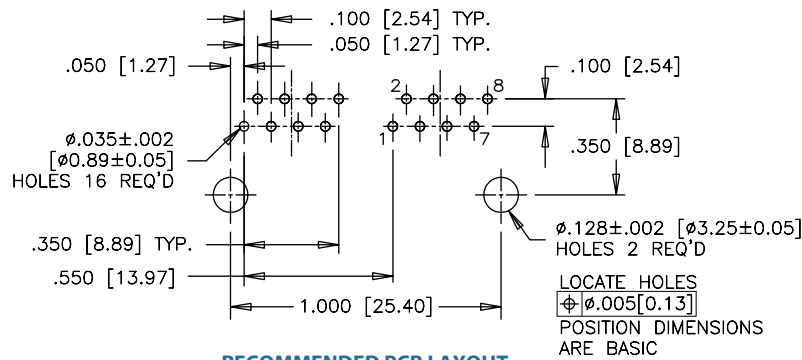 .100 [2.54] TYP.
.050 [1.27] TYP.
.050 [1.27]
.100 [2.54]
2
8
ø.035±.002
[ø0.89±0.05]
HOLES 16 REQ'D
1
7
.350 [8.89]
ø.128±.002 [ø3.25±0.05]
HOLES 2 REQ'D
.350 [8.89] TYP.
.550 [13.97]
1.000 [25.40]
LOCATE HOLES
⌖ ø.005[0.13]
POSITION DIMENSIONS
ARE BASIC
RECOMMENDED PCB LAYOUT